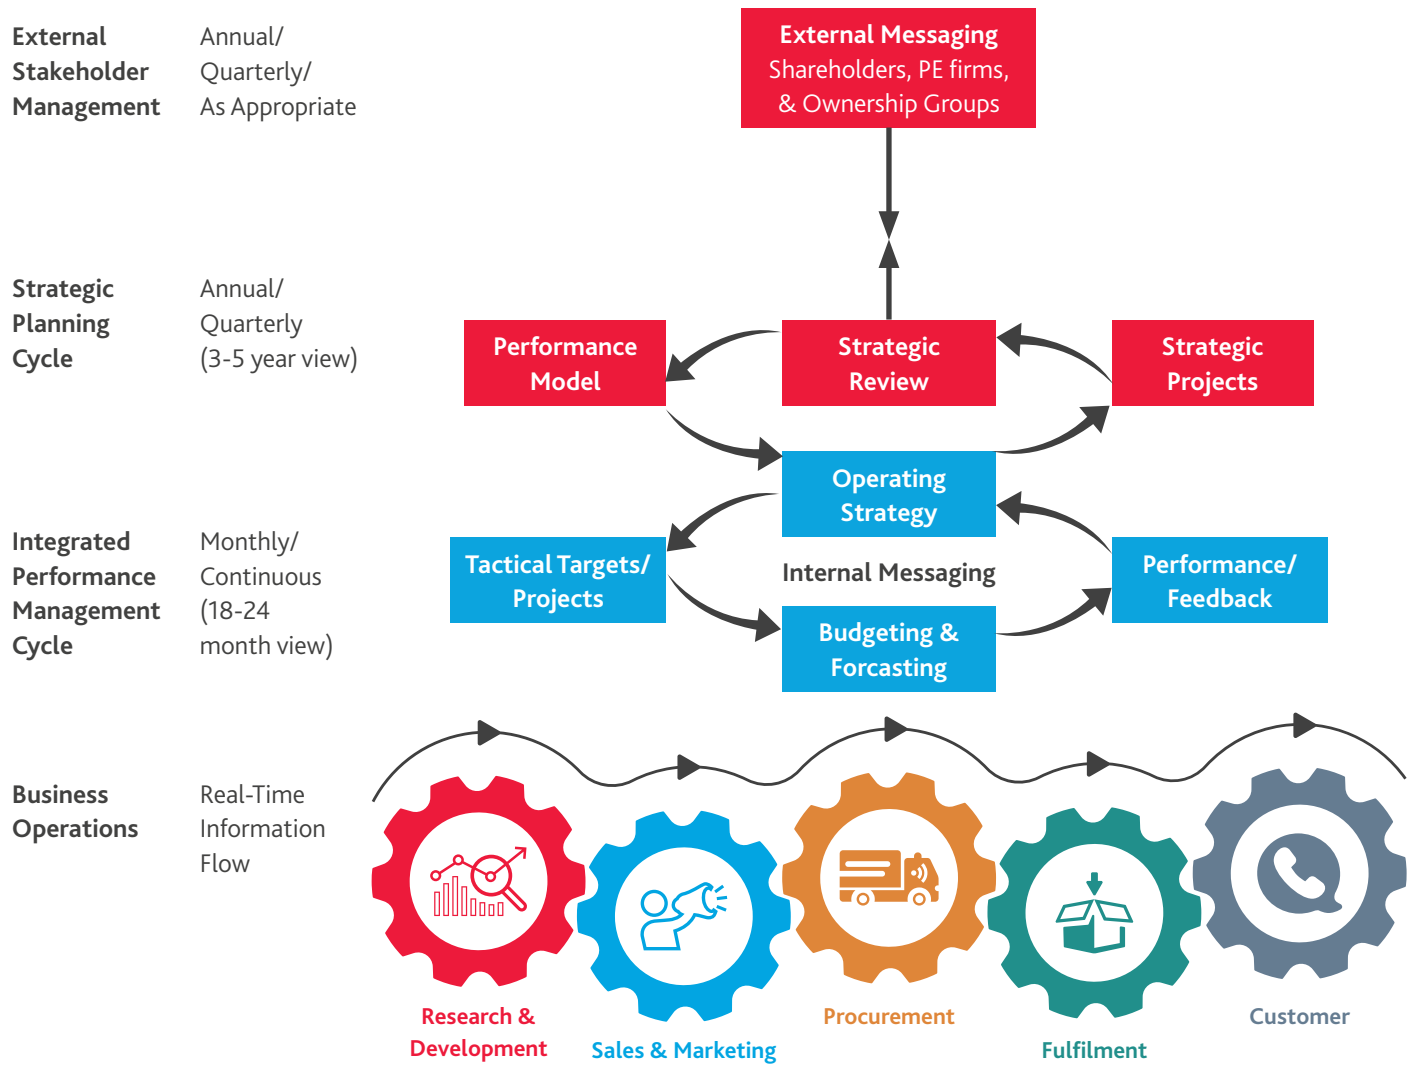 External
Stakeholder
Management
Annual/
Quarterly/
As Appropriate
External Messaging
Shareholders, PE firms,
& Ownership Groups
Strategic
Planning
Cycle
Annual/
Quarterly
(3-5 year view)
Performance
Model
Strategic
Review
Strategic
Projects
Operating
Strategy
Integrated
Performance
Management
Cycle
Monthly/
Continuous
(18-24
month view)
Tactical Targets/
Projects
Internal Messaging
Performance/
Feedback
Budgeting &
Forcasting
Business
Operations
Real-Time
Information
Flow
Research &
Development
Sales & Marketing
Procurement
Fulfilment
Customer